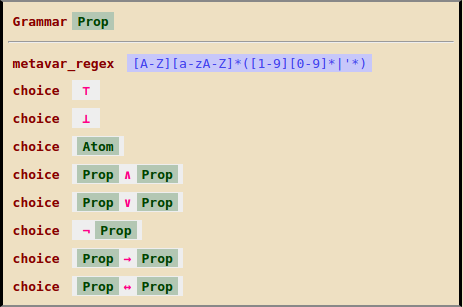 Grammar Prop
metavar_regex [A-Z][a-zA-Z]*([1-9][0-9]*|'*)
choice ⊤
choice ⊥
choice Atom
choice Prop ∧ Prop
choice Prop ∨ Prop
choice ¬ Prop
choice Prop → Prop
choice Prop ↔ Prop